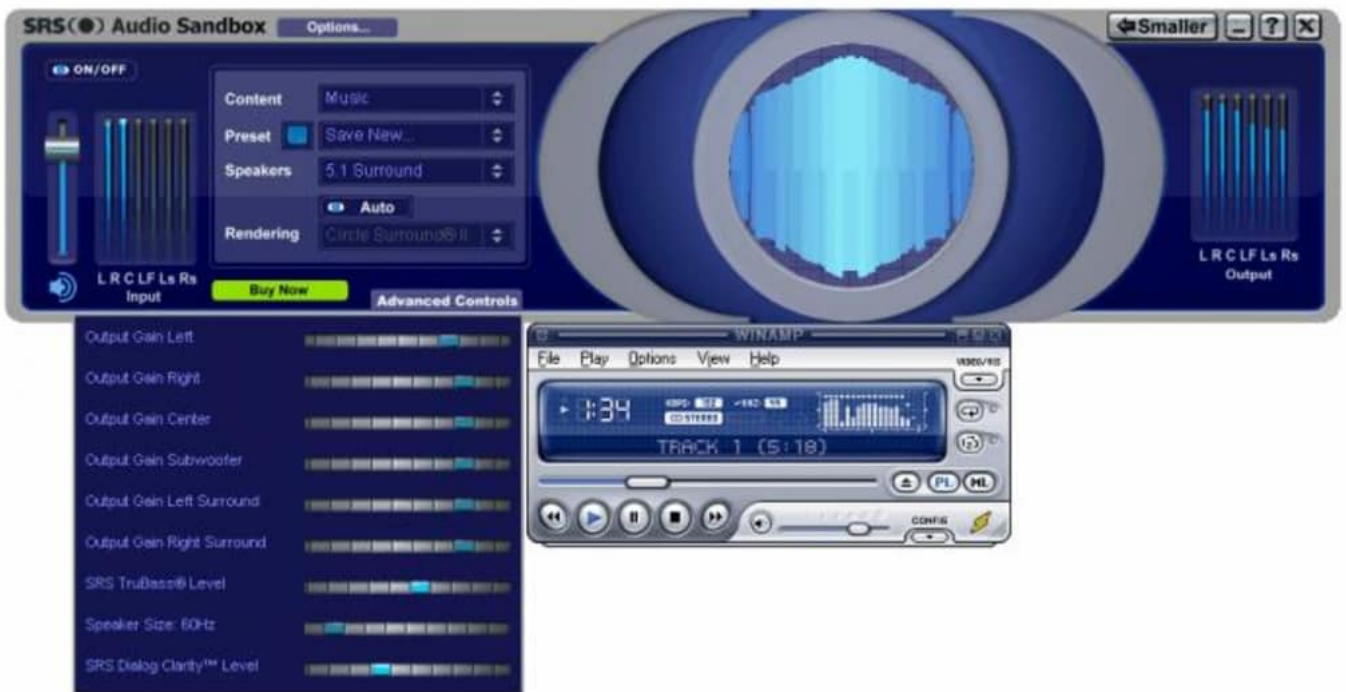 SRS(●) Audio Sandbox
Options...
Smaller
?
ON/OFF
Content
Music
Preset
Save New...
Speakers
5.1 Surround
Auto
Rendering
Circle Surround® II
L R C LF Ls Rs
Input
L R C LF Ls Rs
Output
Buy Now
Advanced Controls
Output Gain Left
Output Gain Right
Output Gain Center
Output Gain Subwoofer
Output Gain Left Surround
Output Gain Right Surround
SRS TruBass® Level
Speaker Size: 60Hz
SRS Dialog Clarity™ Level
WINAMP
File Play Options View Help
VIDEO/VIS
1:34
STEREO
TRACK 1 (5:18)
PL ML
CONFIG